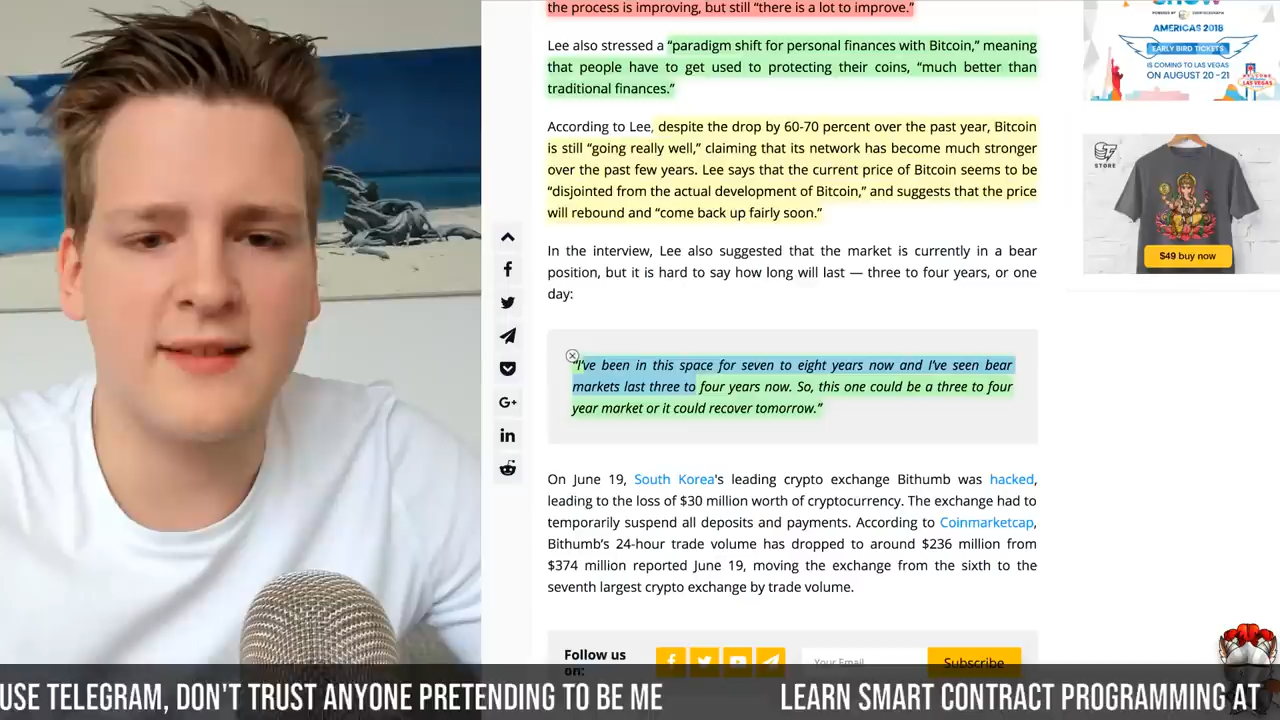 the process is improving, but still “there is a lot to improve.”
Lee also stressed a “paradigm shift for personal finances with Bitcoin,” meaning
that people have to get used to protecting their coins, “much better than
traditional finances.”
According to Lee, despite the drop by 60-70 percent over the past year, Bitcoin
is still “going really well,” claiming that its network has become much stronger
over the past few years. Lee says that the current price of Bitcoin seems to be
“disjointed from the actual development of Bitcoin,” and suggests that the price
will rebound and “come back up fairly soon.”
In the interview, Lee also suggested that the market is currently in a bear
position, but it is hard to say how long will last — three to four years, or one
day:
“I’ve been in this space for seven to eight years now and I’ve seen bear
markets last three to four years now. So, this one could be a three to four
year market or it could recover tomorrow.”
On June 19, South Korea's leading crypto exchange Bithumb was hacked,
leading to the loss of $30 million worth of cryptocurrency. The exchange had to
temporarily suspend all deposits and payments. According to Coinmarketcap,
Bithumb’s 24-hour trade volume has dropped to around $236 million from
$374 million reported June 19, moving the exchange from the sixth to the
seventh largest crypto exchange by trade volume.
Follow us
on:
Your Email
Subscribe
SHOW
AMERICAS 2018
EARLY BIRD TICKETS
IS COMING TO LAS VEGAS
ON AUGUST 20 -21
STORE
$49 buy now
USE TELEGRAM, DON'T TRUST ANYONE PRETENDING TO BE ME
LEARN SMART CONTRACT PROGRAMMING AT